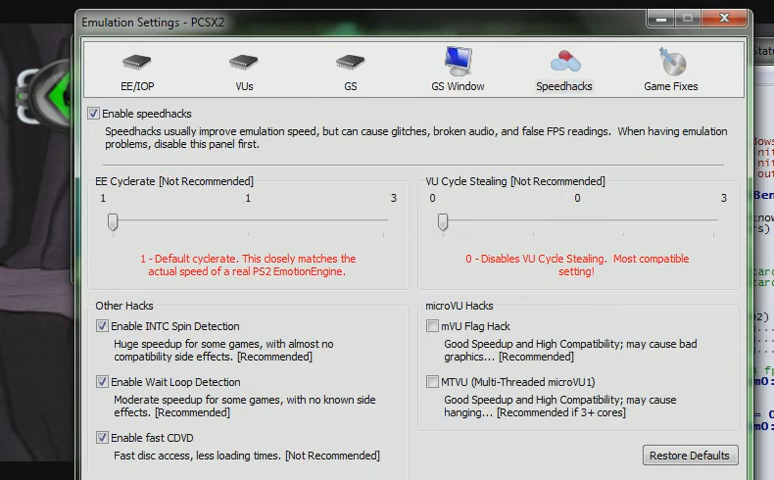 Emulation Settings - PCSX2
EE/IOP
VUs
GS
GS Window
Speedhacks
Game Fixes
Enable speedhacks
Speedhacks usually improve emulation speed, but can cause glitches, broken audio, and false FPS readings. When having emulation
problems, disable this panel first.
EE Cyclerate [Not Recommended]
1
1
3
1 - Default cyclerate. This closely matches the
actual speed of a real PS2 EmotionEngine.
VU Cycle Stealing [Not Recommended]
0
0
3
0 - Disables VU Cycle Stealing. Most compatible
setting!
Other Hacks
Enable INTC Spin Detection
Huge speedup for some games, with almost no
compatibility side effects. [Recommended]
Enable Wait Loop Detection
Moderate speedup for some games, with no known side
effects. [Recommended]
Enable fast CDVD
Fast disc access, less loading times. [Not Recommended]
microVU Hacks
mVU Flag Hack
Good Speedup and High Compatibility; may cause bad
graphics... [Recommended]
MTVU (Multi-Threaded microVU1)
Good Speedup and High Compatibility; may cause
hanging... [Recommended if 3+ cores]
Restore Defaults